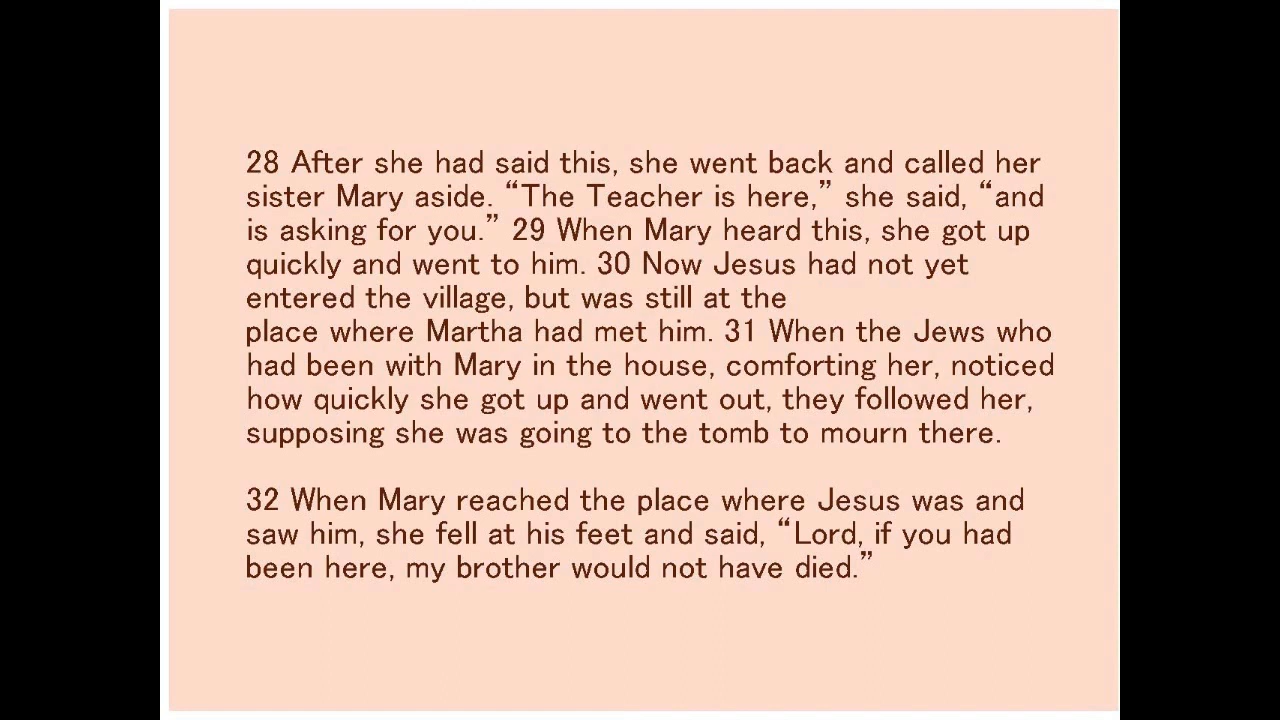 28 After she had said this, she went back and called her
sister Mary aside. “The Teacher is here,” she said, “and
is asking for you.” 29 When Mary heard this, she got up
quickly and went to him. 30 Now Jesus had not yet
entered the village, but was still at the
place where Martha had met him. 31 When the Jews who
had been with Mary in the house, comforting her, noticed
how quickly she got up and went out, they followed her,
supposing she was going to the tomb to mourn there.
32 When Mary reached the place where Jesus was and
saw him, she fell at his feet and said, “Lord, if you had
been here, my brother would not have died.”